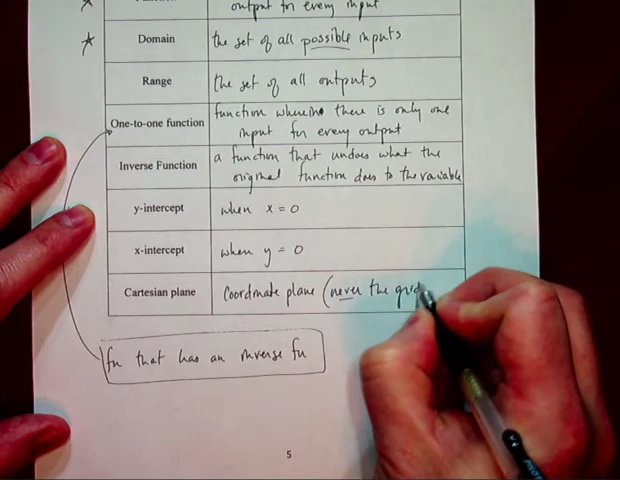 output for every input
Domain
the set of all possible inputs
Range
the set of all outputs
One-to-one function
function wherein there is only one
input for every output
Inverse Function
a function that undoes what the
original function does to the variable
y-intercept
when x = 0
x-intercept
when y = 0
Cartesian plane
Coordinate plane (never the grid
fn that has an inverse fn
5